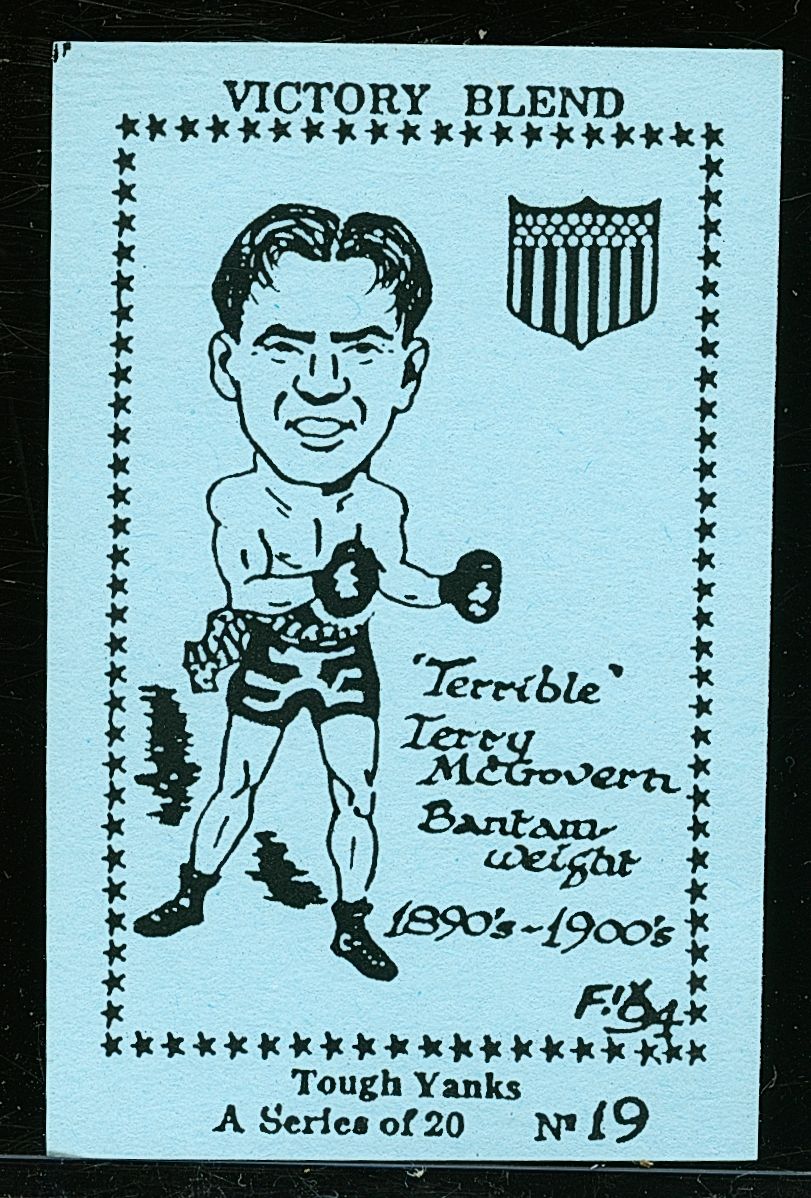 VICTORY BLEND
'Terrible'
Terry
McGovern
Bantam-
weight
1890's-1900's
F.'94
Tough Yanks
A Series of 20 Nº 19